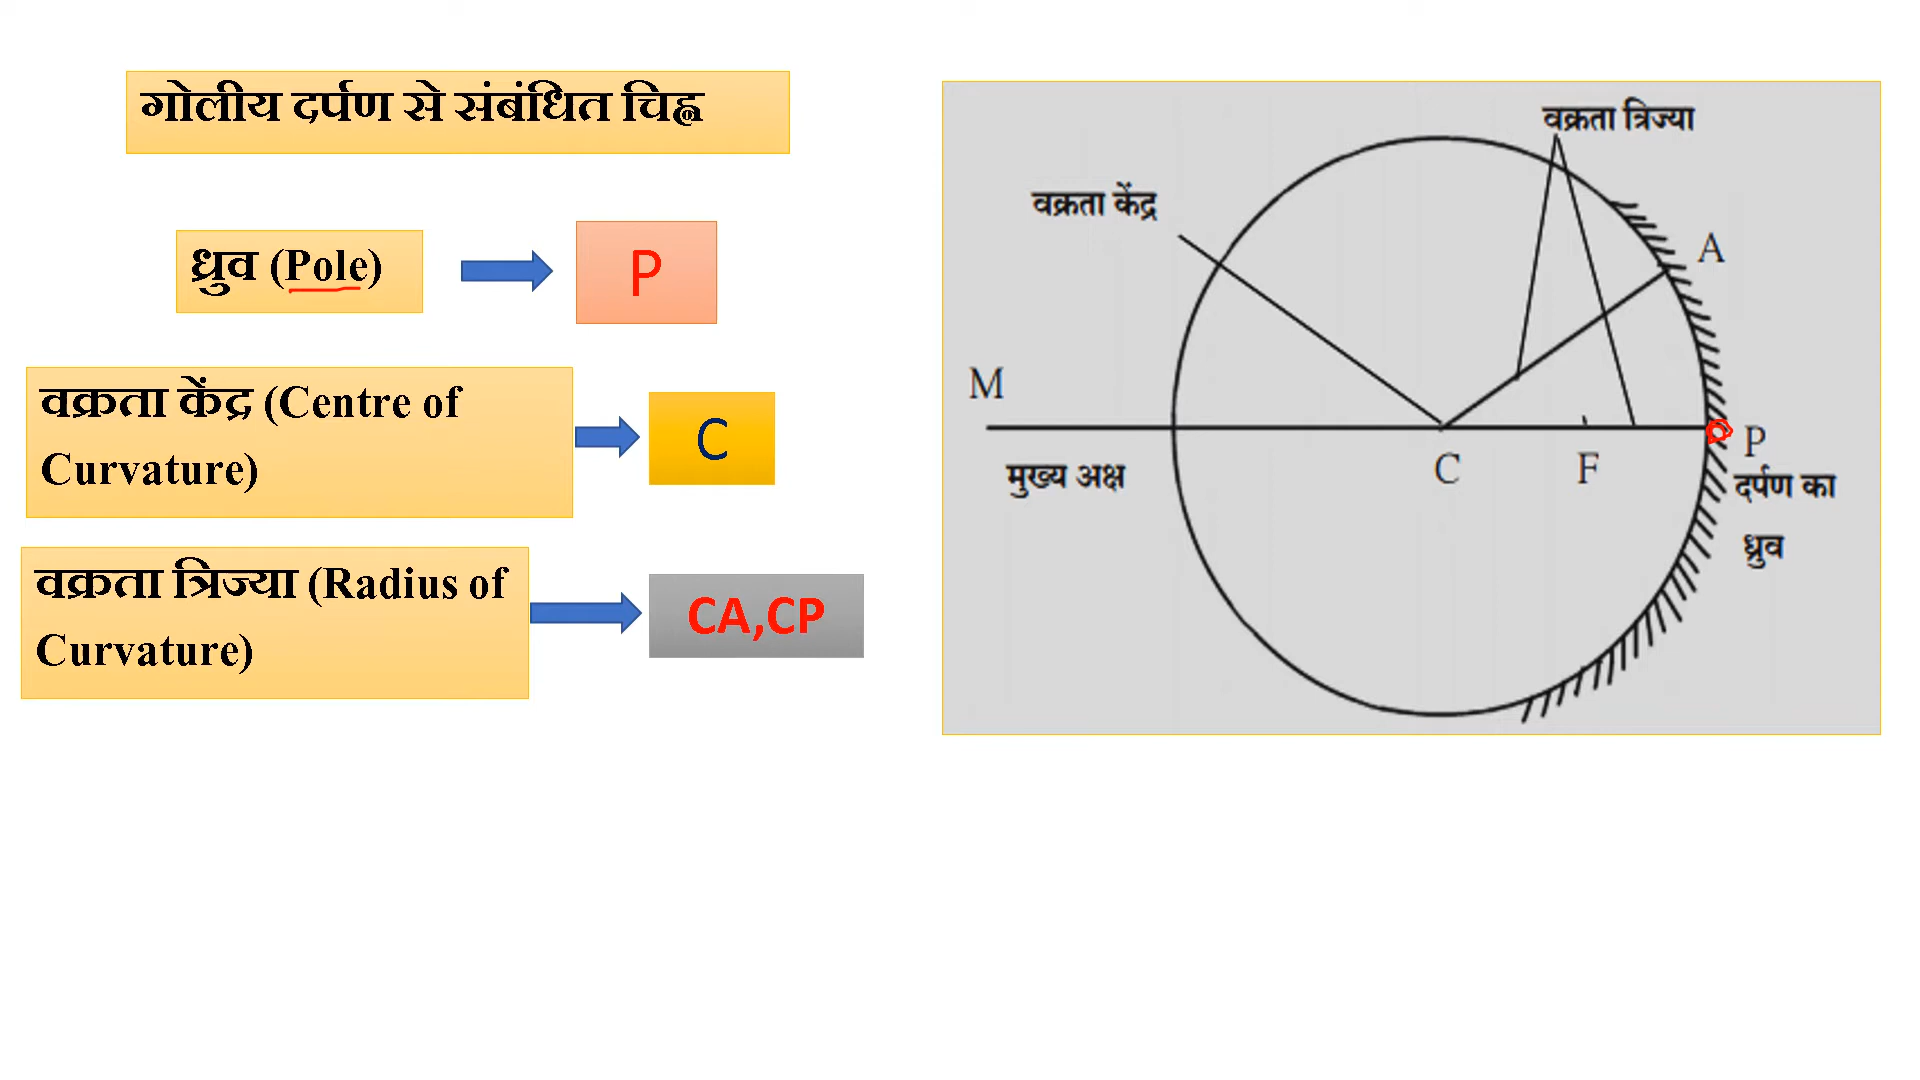 गोलीय दर्पण से संबंधित चिह्न
ध्रुव (Pole)
P
वक्रता केंद्र (Centre of
Curvature)
C
वक्रता त्रिज्या (Radius of
Curvature)
CA,CP
वक्रता त्रिज्या
वक्रता केंद्र
A
M
P
C
F
मुख्य अक्ष
दर्पण का
ध्रुव